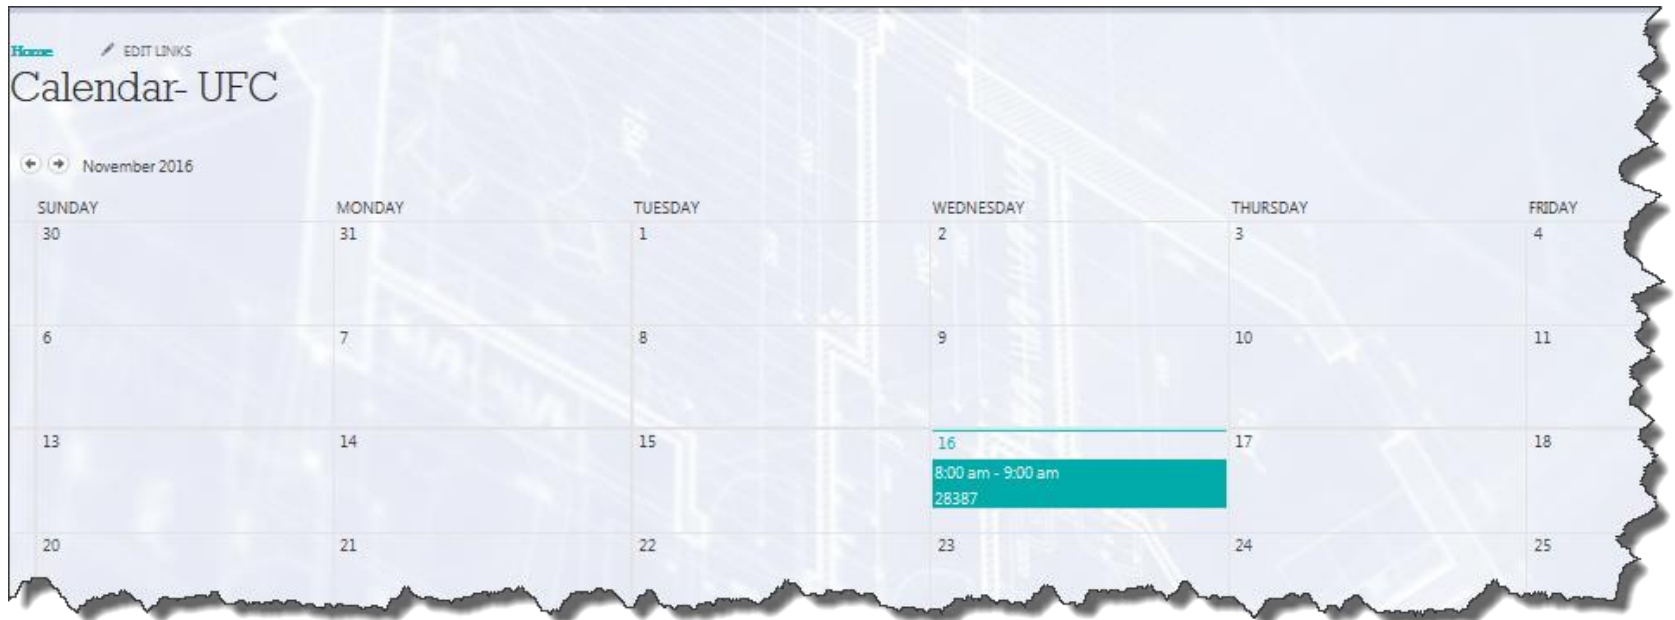 Home EDIT LINKS
Calendar- UFC
November 2016
SUNDAY MONDAY TUESDAY WEDNESDAY THURSDAY FRIDAY
30 31 1 2 3 4
6 7 8 9 10 11
13 14 15 16 17 18
8:00 am - 9:00 am
28387
20 21 22 23 24 25